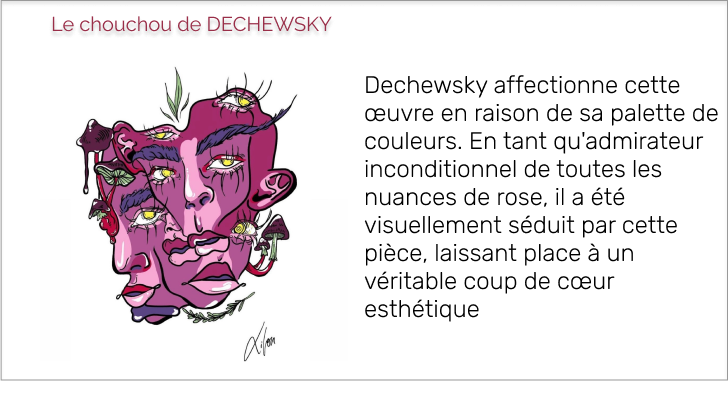 Le chouchou de DECHEWSKY
Dechewsky affectionne cette
œuvre en raison de sa palette de
couleurs. En tant qu'admirateur
inconditionnel de toutes les
nuances de rose, il a été
visuellement séduit par cette
pièce, laissant place à un
véritable coup de cœur
esthétique